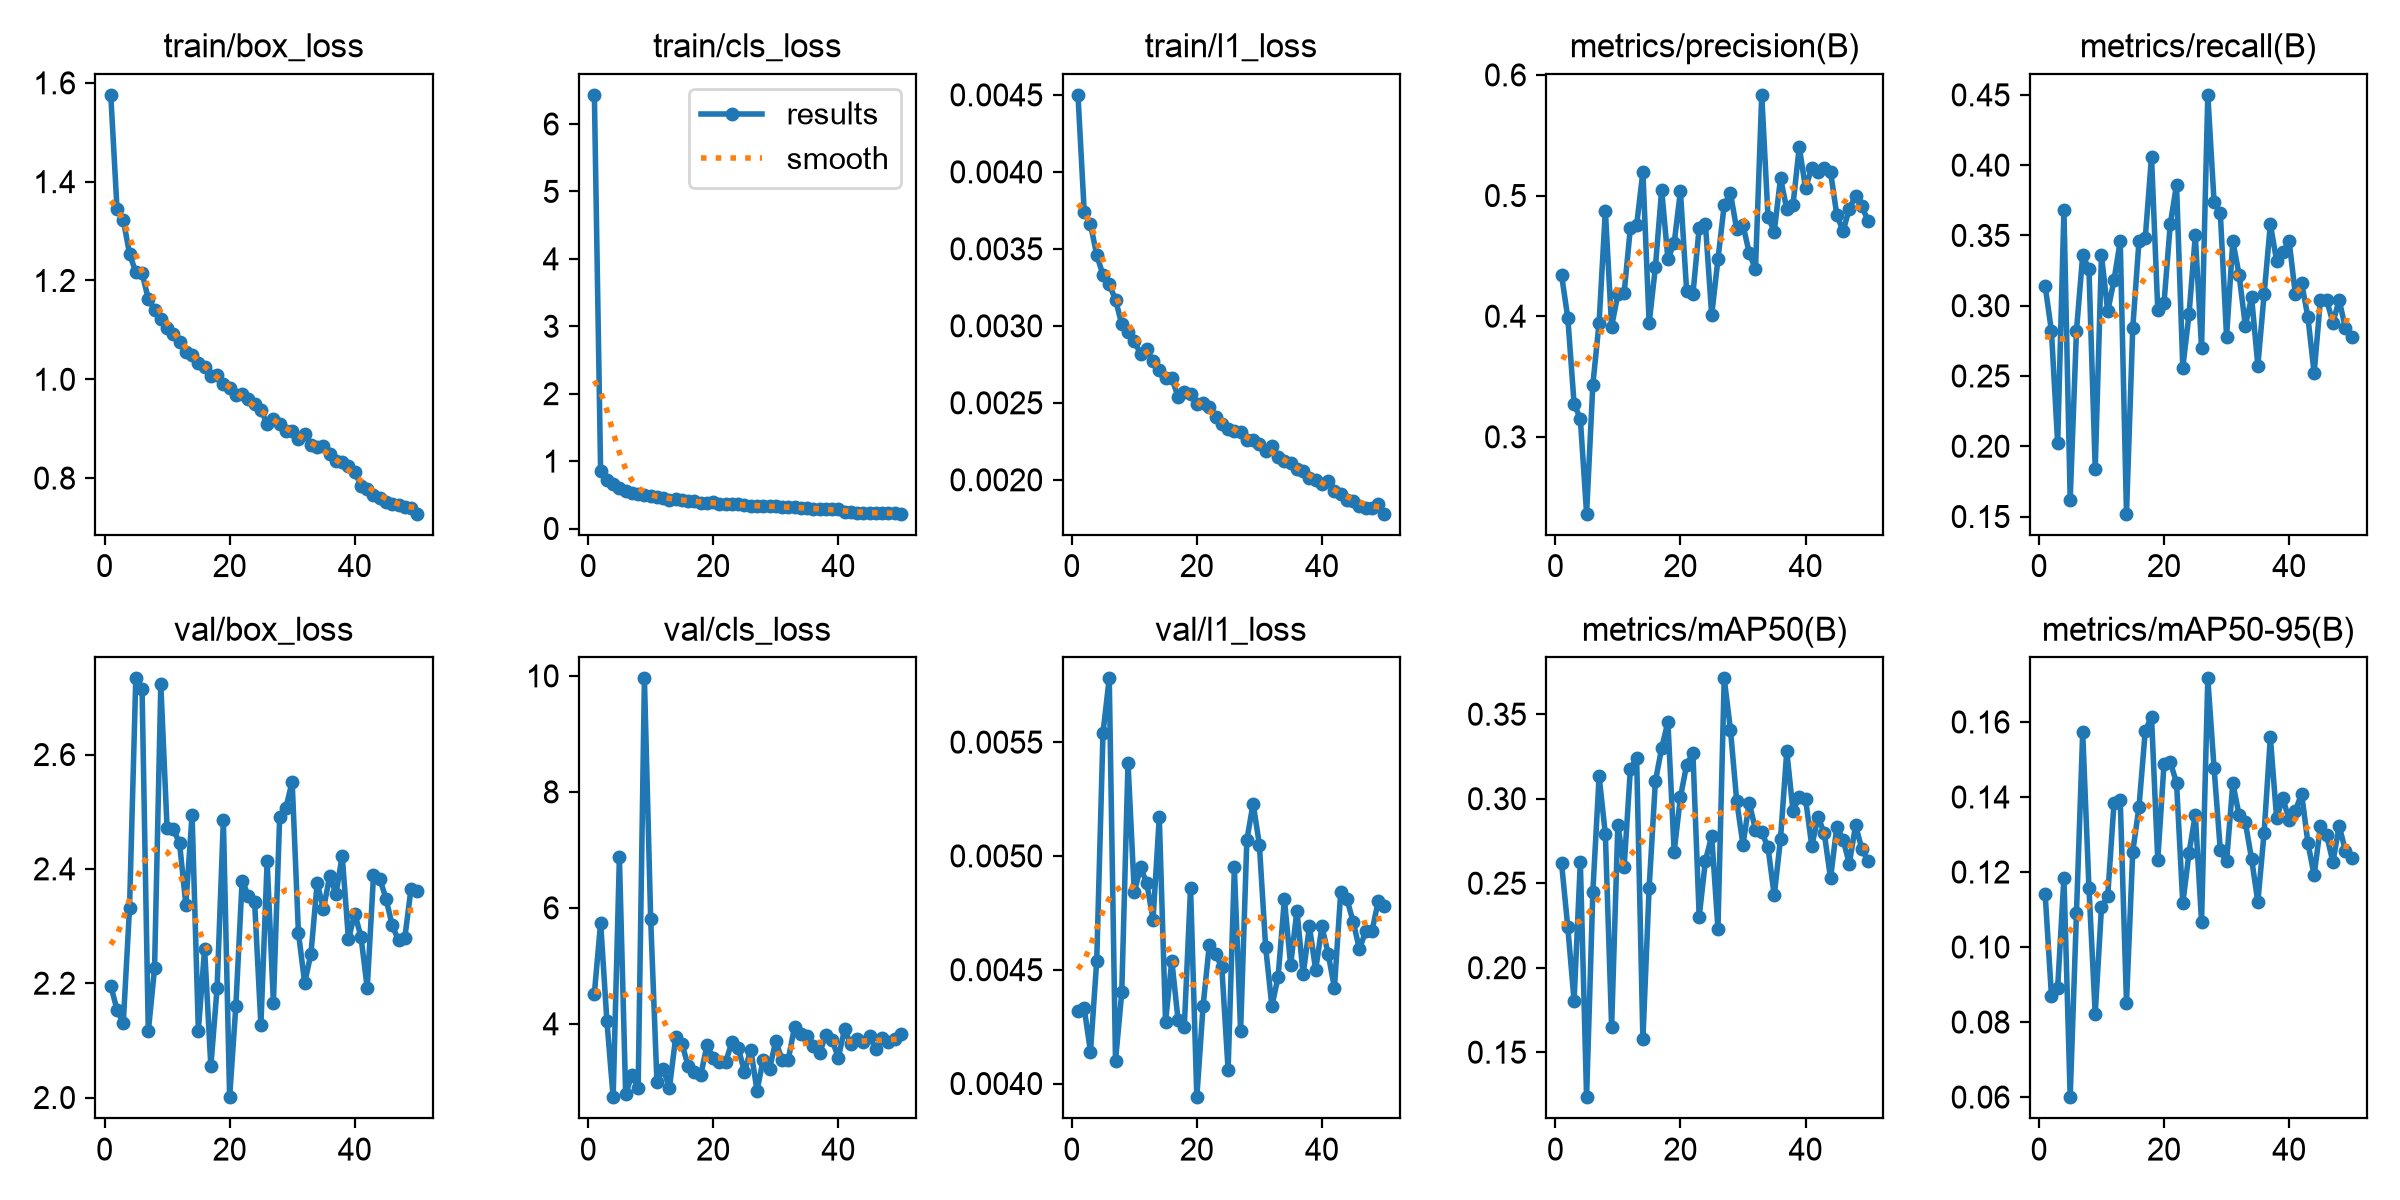 train/box_loss
1.6
1.4
1.2
1.0
0.8
0 20 40
train/cls_loss
results
smooth
6
5
4
3
2
1
0
0 20 40
train/l1_loss
0.0045
0.0040
0.0035
0.0030
0.0025
0.0020
0 20 40
metrics/precision(B)
0.6
0.5
0.4
0.3
0 20 40
metrics/recall(B)
0.45
0.40
0.35
0.30
0.25
0.20
0.15
0 20 40
val/box_loss
2.6
2.4
2.2
2.0
0 20 40
val/cls_loss
10
8
6
4
0 20 40
val/l1_loss
0.0055
0.0050
0.0045
0.0040
0 20 40
metrics/mAP50(B)
0.35
0.30
0.25
0.20
0.15
0 20 40
metrics/mAP50-95(B)
0.16
0.14
0.12
0.10
0.08
0.06
0 20 40